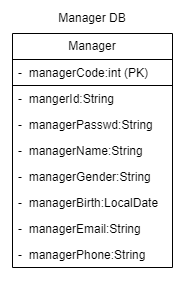 Manager DB
Manager
- managerCode:int (PK)
- mangerId:String
- managerPasswd:String
- managerName:String
- managerGender:String
- managerBirth:LocalDate
- managerEmail:String
- managerPhone:String